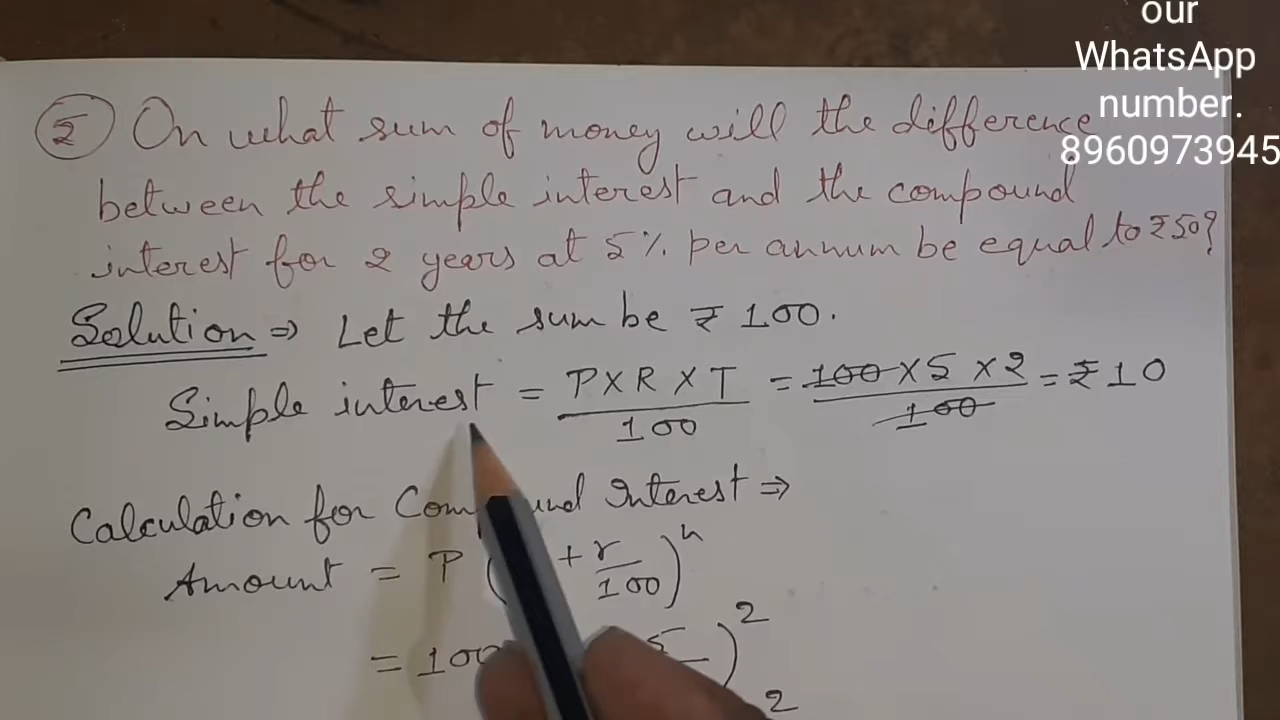 our
WhatsApp
number.
8960973945
2 On what sum of money will the difference
between the simple interest and the compound
interest for 2 years at 5% per annum be equal to ₹50?
Solution ⇒ Let the sum be ₹ 100.
Simple interest = P×R×T / 100 = 100×5×2 / 100 = ₹10
Calculation for Compound Interest ⇒
Amount = P ( + r/100)^n
= 100 5 )^2
2